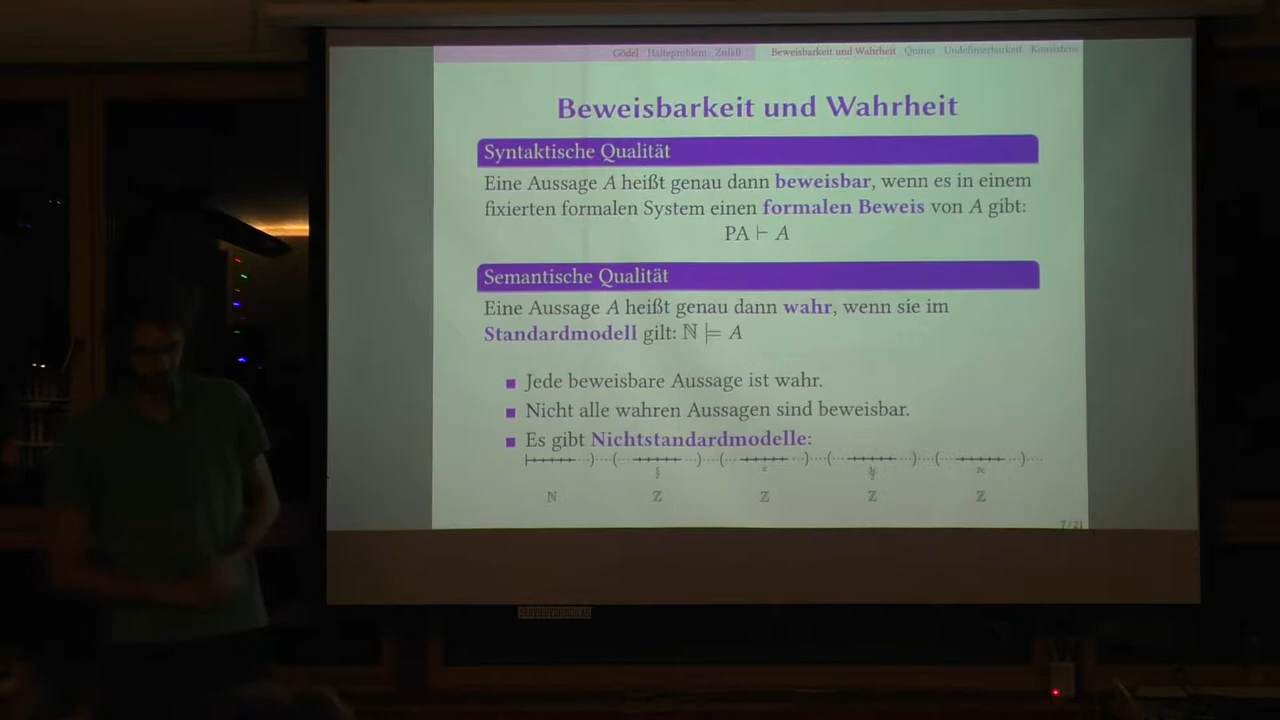 Gödel Halteproblem Zufall Beweisbarkeit und Wahrheit Quines Undefinierbarkeit Konsistenz
Beweisbarkeit und Wahrheit
Syntaktische Qualität
Eine Aussage A heißt genau dann beweisbar, wenn es in einem
fixierten formalen System einen formalen Beweis von A gibt:
PA ⊢ A
Semantische Qualität
Eine Aussage A heißt genau dann wahr, wenn sie im
Standardmodell gilt: ℕ ⊨ A
Jede beweisbare Aussage ist wahr.
Nicht alle wahren Aussagen sind beweisbar.
Es gibt Nichtstandardmodelle:
ℕ ℤ ℤ ℤ ℤ
7/21